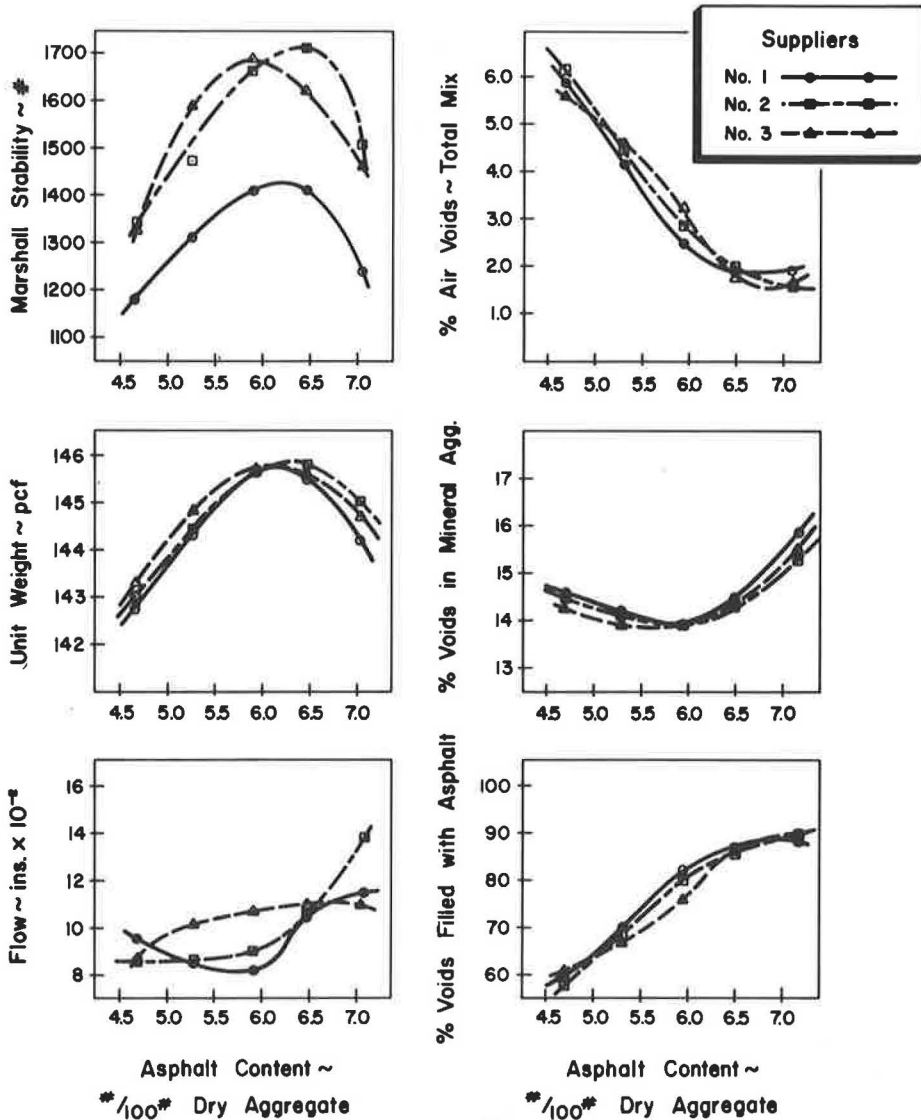 Suppliers
No. 1
No. 2
No. 3
Marshall Stability ~ #
1700
1600
1500
1400
1300
1200
1100
4.5 5.0 5.5 6.0 6.5 7.0
% Air Voids ~ Total Mix
6.0
5.0
4.0
3.0
2.0
1.0
4.5 5.0 5.5 6.0 6.5 7.0
Unit Weight ~ pcf
146
145
144
143
142
4.5 5.0 5.5 6.0 6.5 7.0
% Voids in Mineral Agg.
17
16
15
14
13
4.5 5.0 5.5 6.0 6.5 7.0
Flow ~ ins. x 10⁻²
16
14
12
10
8
4.5 5.0 5.5 6.0 6.5 7.0
Asphalt Content ~
#/100# Dry Aggregate
% Voids Filled with Asphalt
100
90
80
70
60
4.5 5.0 5.5 6.0 6.5 7.0
Asphalt Content ~
#/100# Dry Aggregate